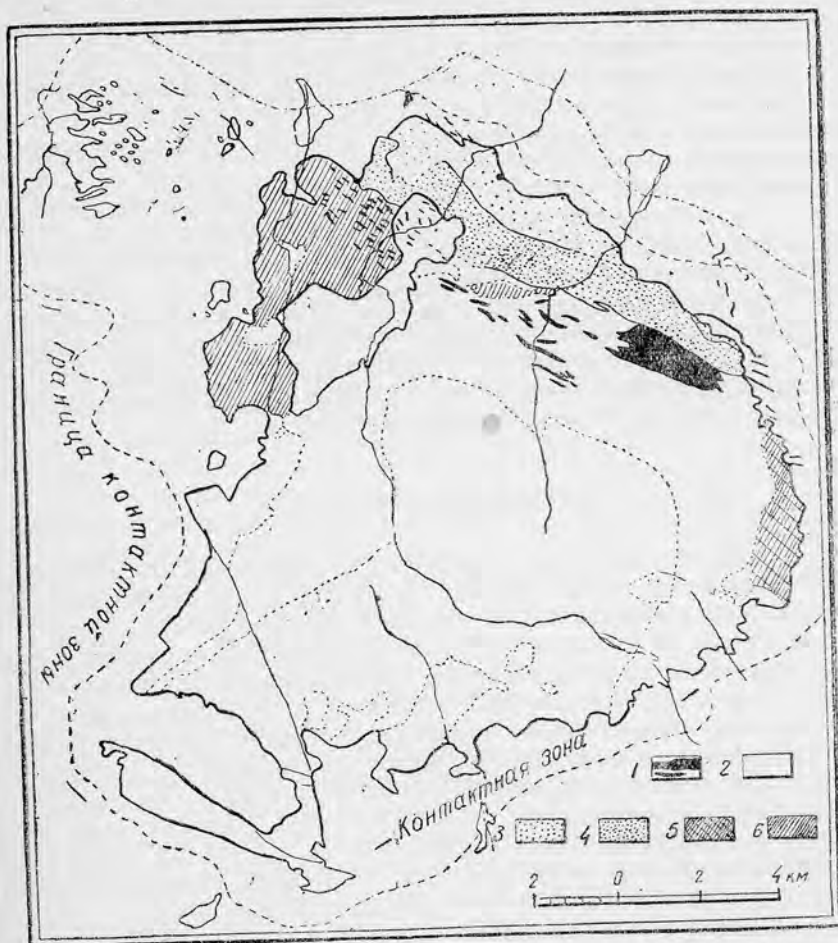 Граница контактной зоны
Контактная зона
1 2
3 4 5 6
2 0 2 4 км